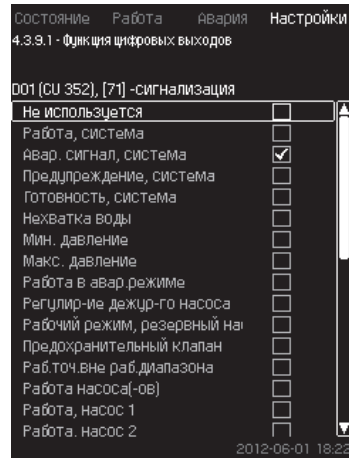 Состояние Работа Авария Настройки
4.3.9.1 - Функция цифровых выходов
DO1 (CU 352), [71] -сигнализация
Не используется
Работа, система
Авар. сигнал, система
Предупреждение, система
Готовность, система
Нехватка воды
Мин. давление
Макс. давление
Работа в авар.режиме
Регулир-ие дежур-го насоса
Рабочий режим, резервный
Предохранительный клапан
Раб.точ.вне раб.диапазона
Работа насоса(-ов)
Работа, насос 1
Работа. насос 2
2012-06-01 18:22